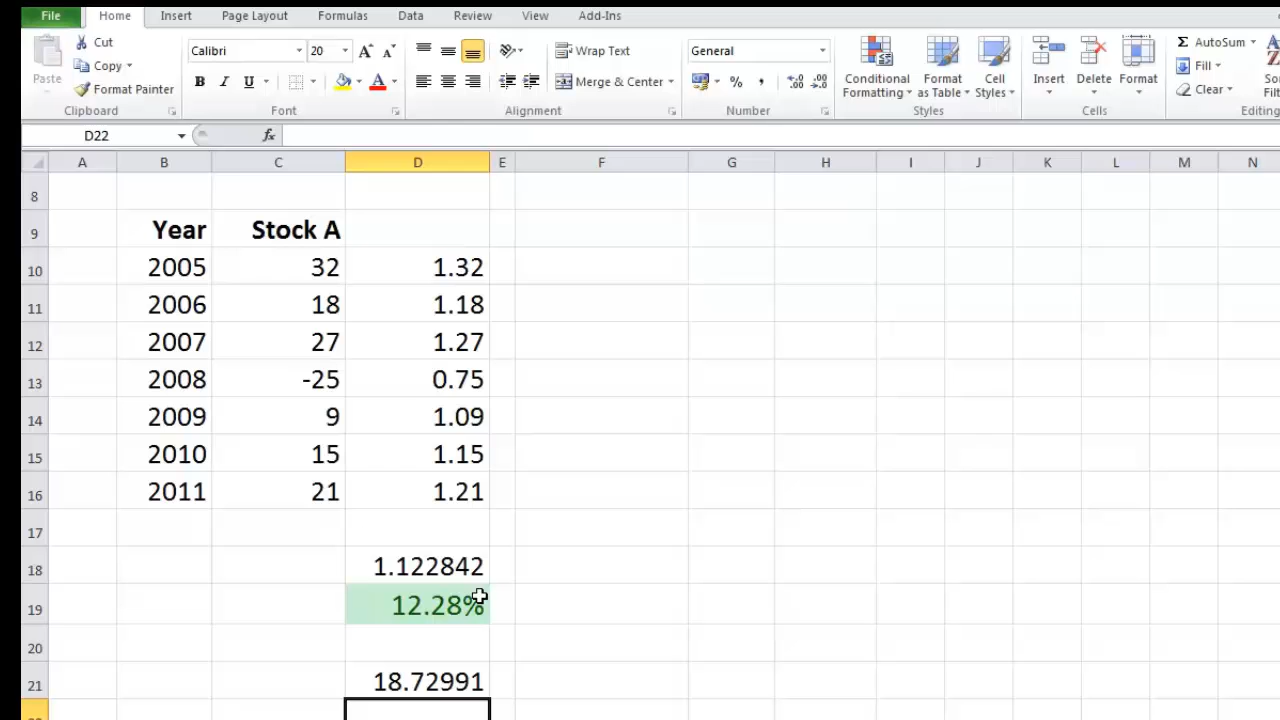 File Home Insert Page Layout Formulas Data Review View Add-Ins
Cut Calibri 20 A A Wrap Text General Σ AutoSum
Paste Copy Conditional Formatting Format as Table Cell Styles Insert Delete Format Fill
Format Painter B I U A Merge & Center % , .00 Clear
Clipboard Font Alignment Number Styles Cells Editing
D22 fx
A B C D E F G H I J K L M N
8
9 Year Stock A
10 2005 32 1.32
11 2006 18 1.18
12 2007 27 1.27
13 2008 -25 0.75
14 2009 9 1.09
15 2010 15 1.15
16 2011 21 1.21
17
18 1.122842
19 12.28%
20
21 18.72991